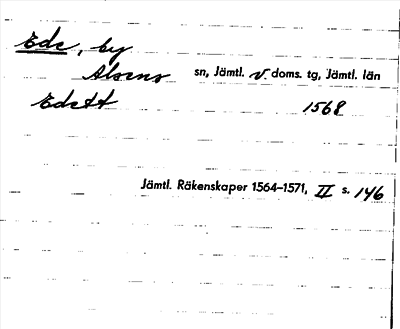 Ede, by
Alsens sn, Jämtl. v. doms. tg, Jämtl. län
Edett 1568
Jämtl. Räkenskaper 1564–1571, II s. 146